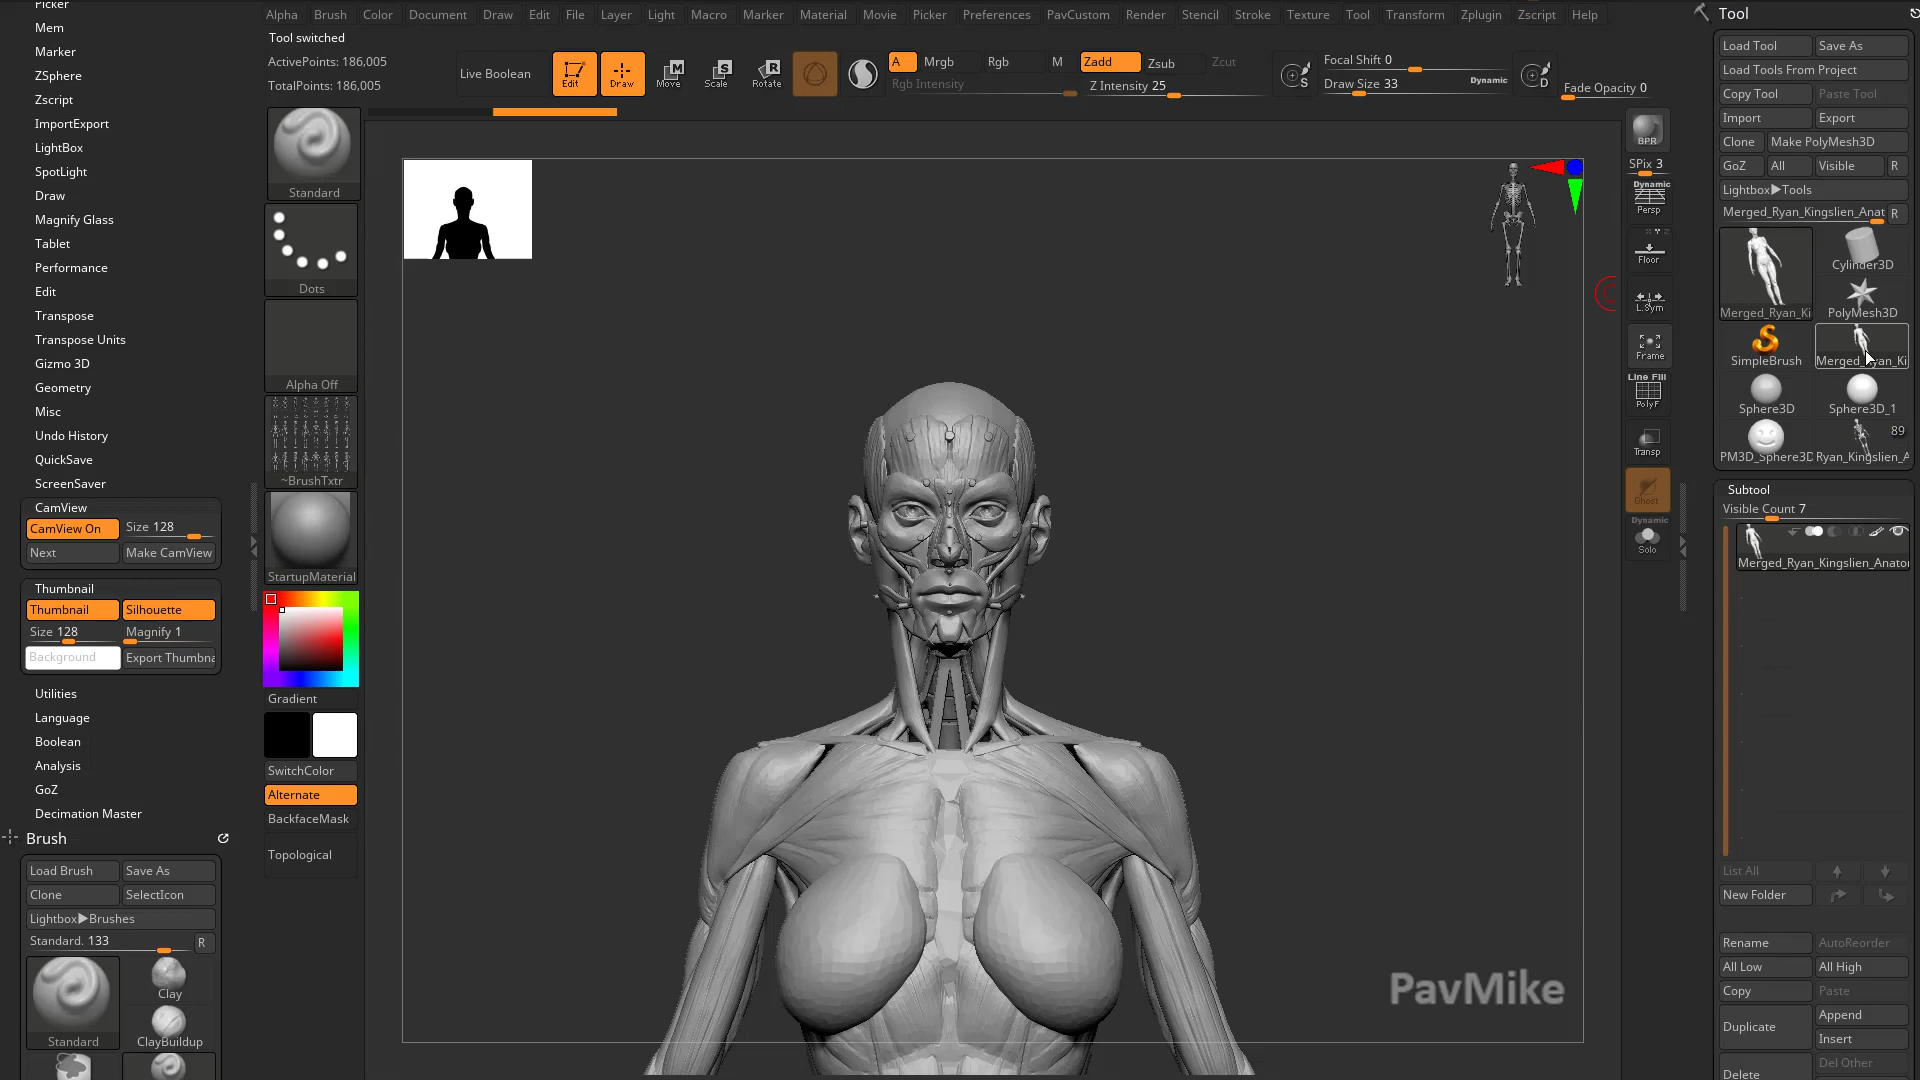 Picker
Mem
Marker
ZSphere
Zscript
ImportExport
LightBox
SpotLight
Draw
Magnify Glass
Tablet
Performance
Edit
Transpose
Transpose Units
Gizmo 3D
Geometry
Misc
Undo History
QuickSave
ScreenSaver
CamView
CamView On
Size 128
Next
Make CamView
Thumbnail
Thumbnail
Silhouette
Size 128
Magnify 1
Background
Export Thumbna
Utilities
Language
Boolean
Analysis
GoZ
Decimation Master
Brush
Load Brush
Save As
Clone
SelectIcon
Lightbox▶Brushes
Standard. 133
R
Clay
Standard
ClayBuildup
Alpha
Brush
Color
Document
Draw
Edit
File
Layer
Light
Macro
Marker
Material
Movie
Picker
Preferences
PavCustom
Render
Stencil
Stroke
Texture
Tool
Transform
Zplugin
Zscript
Help
Tool switched
ActivePoints: 186,005
TotalPoints: 186,005
Live Boolean
Edit
Draw
Move
M
Scale
S
Rotate
R
A
Mrgb
Rgb
M
Rgb Intensity
Zadd
Zsub
Zcut
Z Intensity 25
S
Focal Shift 0
Draw Size 33
Dynamic
D
Fade Opacity 0
Standard
Dots
Alpha Off
~BrushTxtr
StartupMaterial
Gradient
SwitchColor
Alternate
BackfaceMask
Topological
PavMike
BPR
SPix 3
Dynamic
Persp
Floor
L.Sym
Frame
Line Fill
PolyF
Transp
Ghost
Dynamic
Solo
Tool
Load Tool
Save As
Load Tools From Project
Copy Tool
Paste Tool
Import
Export
Clone
Make PolyMesh3D
GoZ
All
Visible
R
Lightbox▶Tools
Merged_Ryan_Kingslien_Anat
R
Merged_Ryan_Ki
Cylinder3D
PolyMesh3D
SimpleBrush
Merged_Ryan_Ki
Sphere3D
Sphere3D_1
89
PM3D_Sphere3D
Ryan_Kingslien_A
Subtool
Visible Count 7
Merged_Ryan_Kingslien_Anator
List All
New Folder
Rename
AutoReorder
All Low
All High
Copy
Paste
Duplicate
Append
Insert
Delete
Del Other